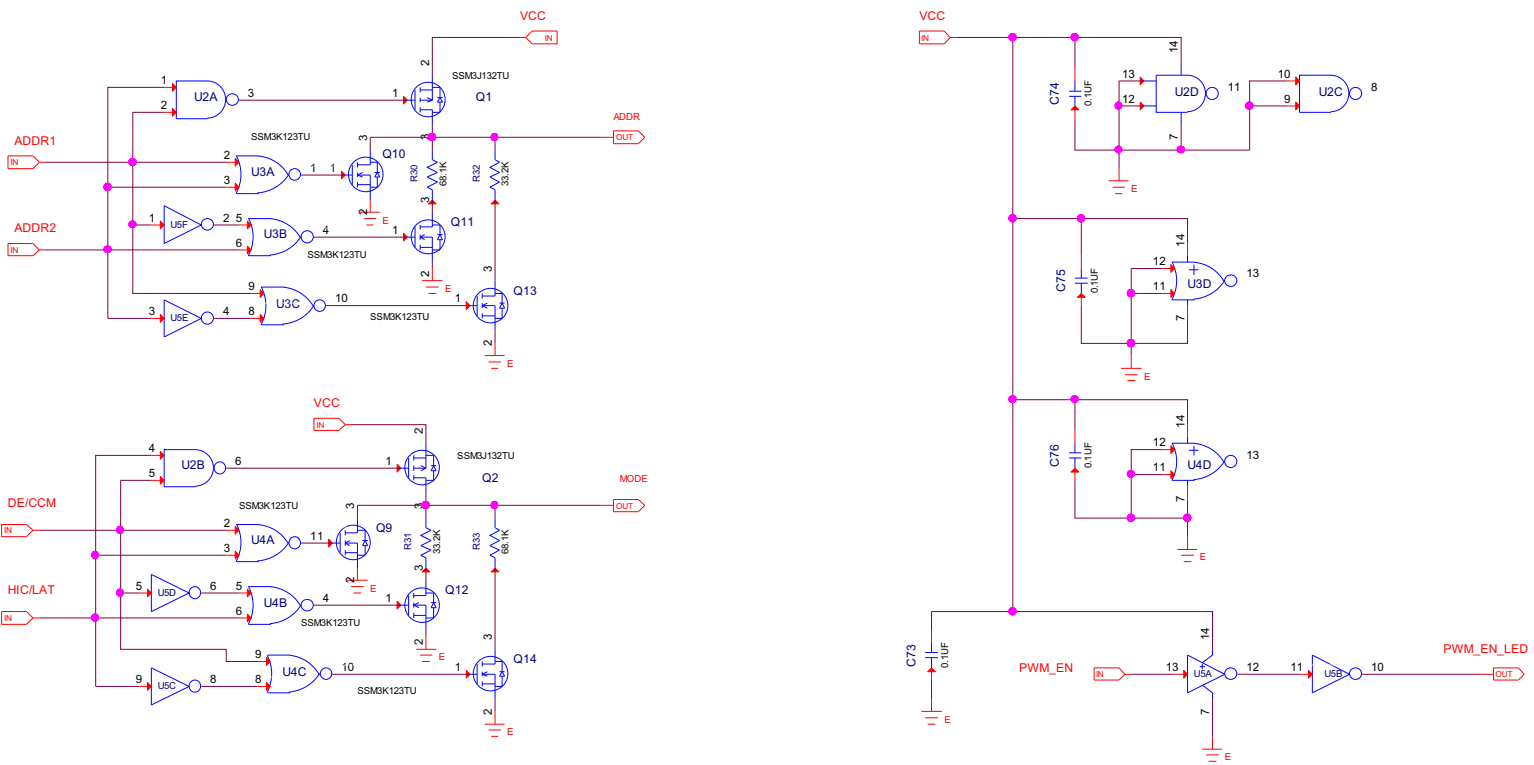 VCC
IN
SSM3J132TU
2
1
2
U2A
3
1
Q1
ADDR
OUT
SSM3K123TU
3
3
ADDR1
IN
2
3
U3A
1
1
Q10
2
E
R30
68.1K
R32
33.2K
ADDR2
IN
1
U5F
2
5
6
U3B
4
SSM3K123TU
3
1
Q11
2
E
3
U5E
4
9
8
U3C
10
SSM3K123TU
3
1
Q13
2
E
VCC
IN
2
SSM3J132TU
4
5
U2B
6
1
Q2
MODE
OUT
SSM3K123TU
3
3
DE/CCM
IN
2
3
U4A
11
Q9
2
E
R31
33.2K
R33
68.1K
HIC/LAT
IN
5
U5D
6
5
6
U4B
4
SSM3K123TU
3
1
Q12
2
E
9
U5C
8
9
8
U4C
10
SSM3K123TU
3
1
Q14
2
E
VCC
IN
C74
0.1UF
14
13
12
U2D
11
7
10
9
U2C
8
E
C75
0.1UF
14
12
11
+
U3D
13
7
E
C76
0.1UF
14
12
11
+
U4D
13
7
E
C73
0.1UF
E
PWM_EN
IN
14
13
+
U5A
12
7
E
11
U5B
10
PWM_EN_LED
OUT